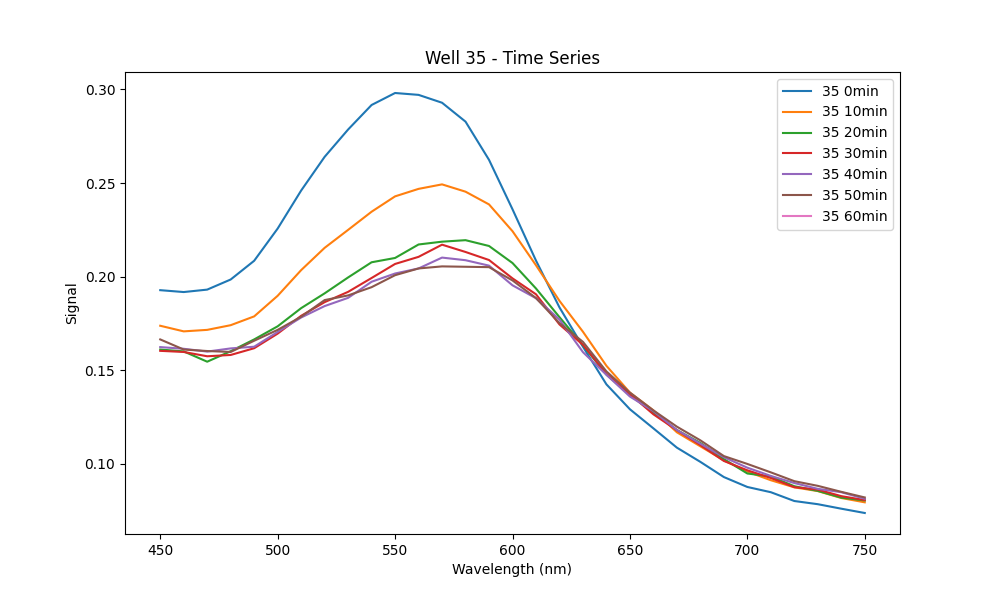 Well 35 - Time Series
Signal
0.30
0.25
0.20
0.15
0.10
35 0min
35 10min
35 20min
35 30min
35 40min
35 50min
35 60min
450 500 550 600 650 700 750
Wavelength (nm)